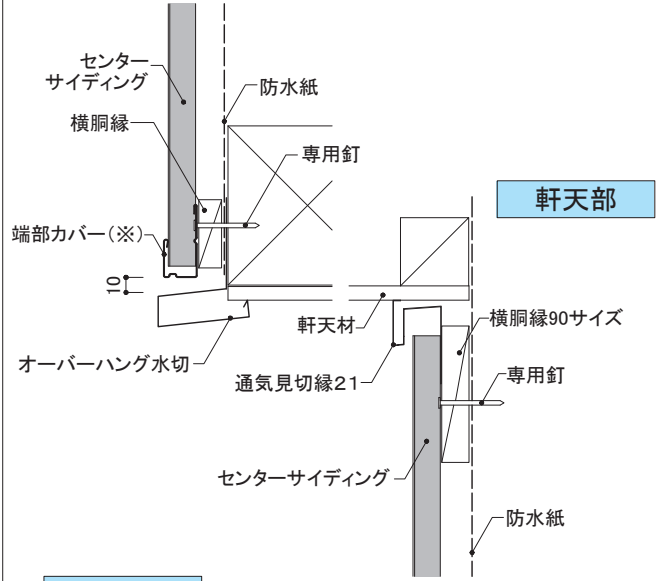 センター
サイディング
防水紙
横胴縁
専用釘
軒天部
端部カバー(※)
10
軒天材
横胴縁90サイズ
オーバーハング水切
通気見切縁21
専用釘
センターサイディング
防水紙